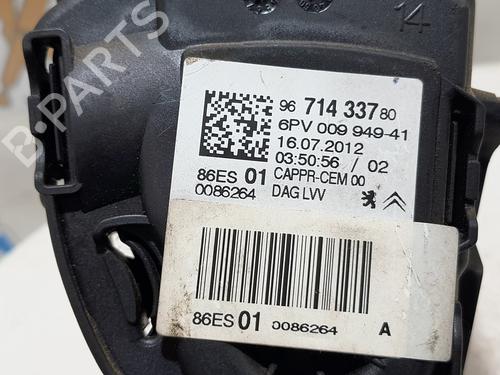 14
B-PARTS
96 714 337 80
6PV 009 949-41
16.07.2012
03:50:56 / 02
86ES 01 CAPPR-CEM 00
0086264 DAG LVV
86ES 01 0086264 A